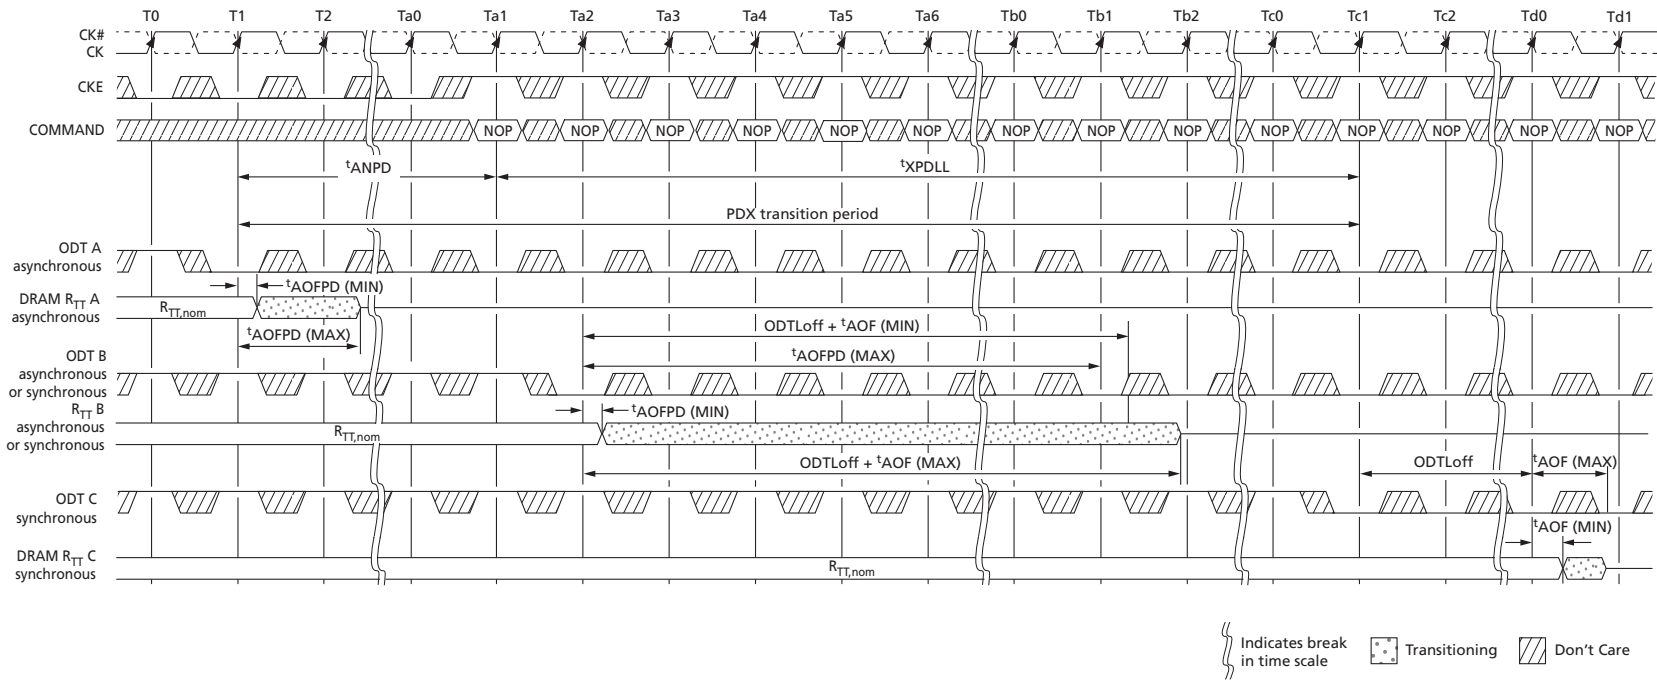 T0 T1 T2 Ta0 Ta1 Ta2 Ta3 Ta4 Ta5 Ta6 Tb0 Tb1 Tb2 Tc0 Tc1 Tc2 Td0 Td1
CK#
CK
CKE
COMMAND
NOP NOP NOP NOP NOP NOP NOP NOP NOP NOP NOP NOP NOP NOP
tANPD
tXPDLL
PDX transition period
ODT A
asynchronous
tAOFPD (MIN)
DRAM RTT A
asynchronous
RTT,nom
tAOFPD (MAX)
ODTLoff + tAOF (MIN)
tAOFPD (MAX)
ODT B
asynchronous
or synchronous
tAOFPD (MIN)
RTT B
asynchronous
or synchronous
RTT,nom
ODTLoff + tAOF (MAX)
ODTLoff
tAOF (MAX)
ODT C
synchronous
tAOF (MIN)
DRAM RTT C
synchronous
RTT,nom
Indicates break
in time scale
Transitioning
Don't Care